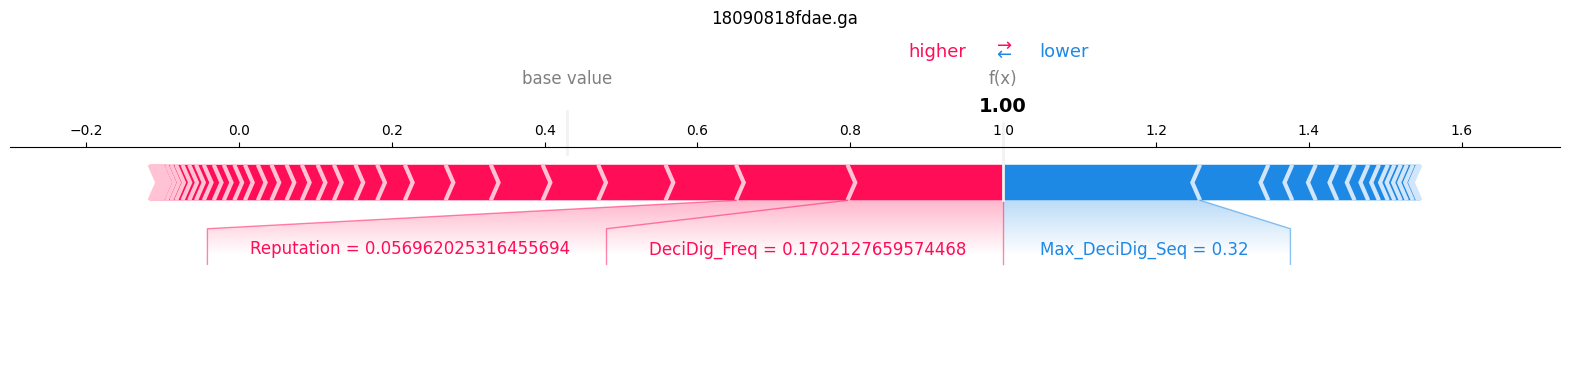 18090818fdae.ga
higher ⇄ lower
base value f(x)
1.00
−0.2 0.0 0.2 0.4 0.6 0.8 1.0 1.2 1.4 1.6
Reputation = 0.056962025316455694 DeciDig_Freq = 0.1702127659574468 Max_DeciDig_Seq = 0.32